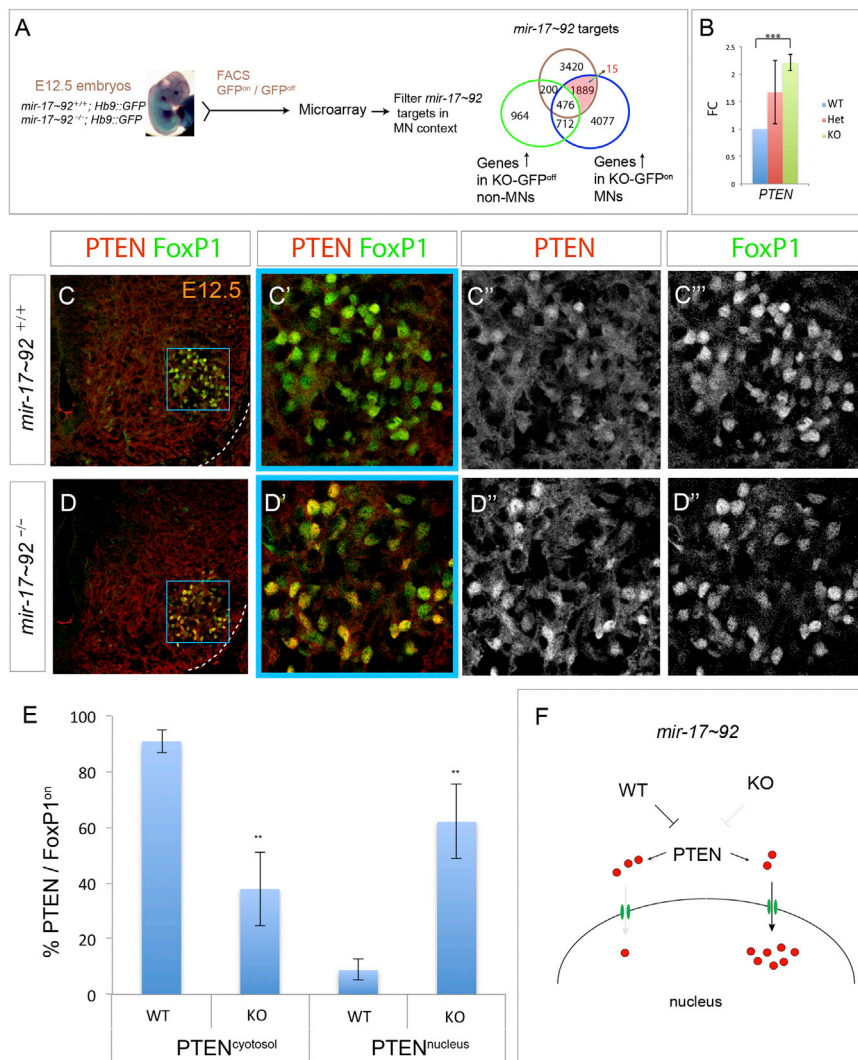 A
E12.5 embryos
mir-17~92+/+; Hb9::GFP
mir-17~92-/-; Hb9::GFP
FACS
GFPon / GFPoff
Microarray
Filter mir-17~92
targets in MN
context
mir-17~92 targets
3420
15
200
1889
476
964
712
4077
Genes ↑
in KO-GFPoff
non-MNs
Genes ↑
in KO-GFPon
MNs
B
***
FC
2.5
2
1.5
1
0.5
0
PTEN
WT
Het
KO
PTEN FoxP1
PTEN FoxP1
PTEN
FoxP1
mir-17~92 +/+
C
E12.5
C'
C''
C'''
mir-17~92 -/-
D
D'
D''
D''
E
% PTEN / FoxP1on
100
80
60
40
20
0
**
**
WT
KO
WT
KO
PTENcyotosol
PTENnucleus
F
mir-17~92
WT
KO
PTEN
nucleus